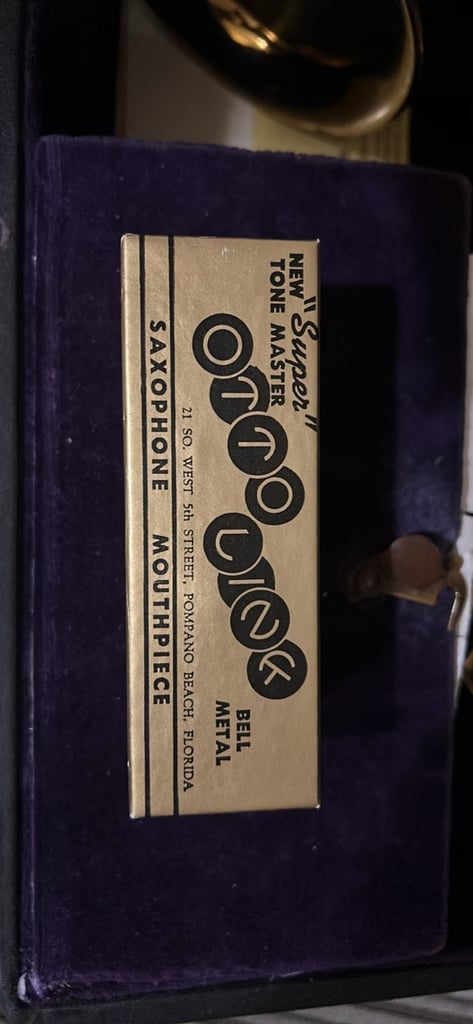 NEW "Super"
TONE MASTER
OTTO LINK
BELL
METAL
21 SO. WEST 5th STREET, POMPANO BEACH, FLORIDA
SAXOPHONE MOUTHPIECE